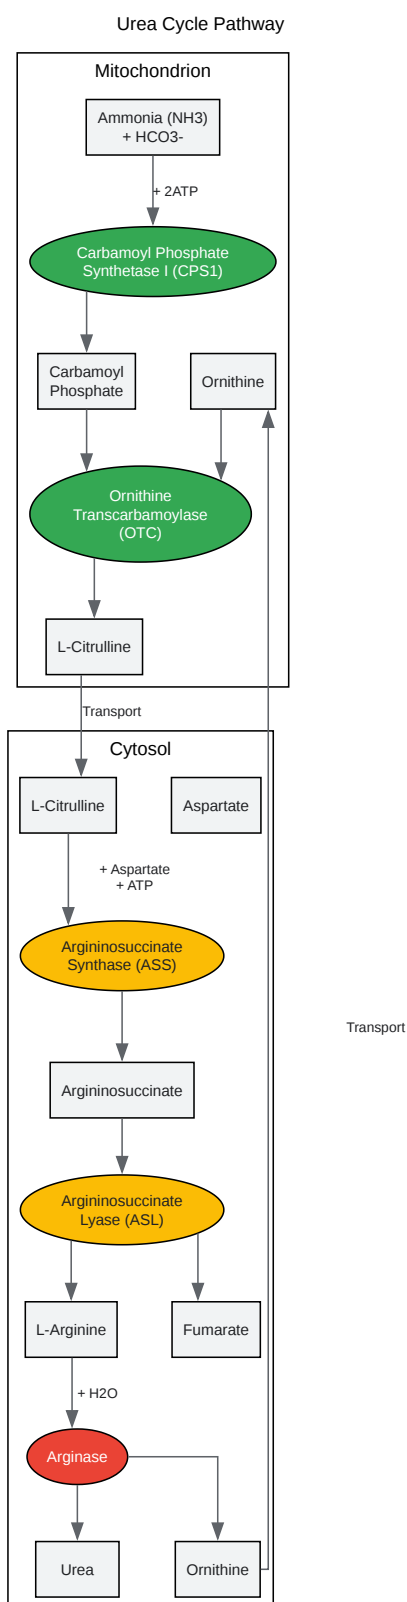 Urea Cycle Pathway
Mitochondrion
Ammonia (NH3)
+ HCO3-
+ 2ATP
Carbamoyl Phosphate
Synthetase I (CPS1)
Carbamoyl
Phosphate
Ornithine
Ornithine
Transcarbamoylase
(OTC)
L-Citrulline
Transport
Cytosol
L-Citrulline
Aspartate
+ Aspartate
+ ATP
Argininosuccinate
Synthase (ASS)
Transport
Argininosuccinate
Argininosuccinate
Lyase (ASL)
L-Arginine
Fumarate
+ H2O
Arginase
Urea
Ornithine